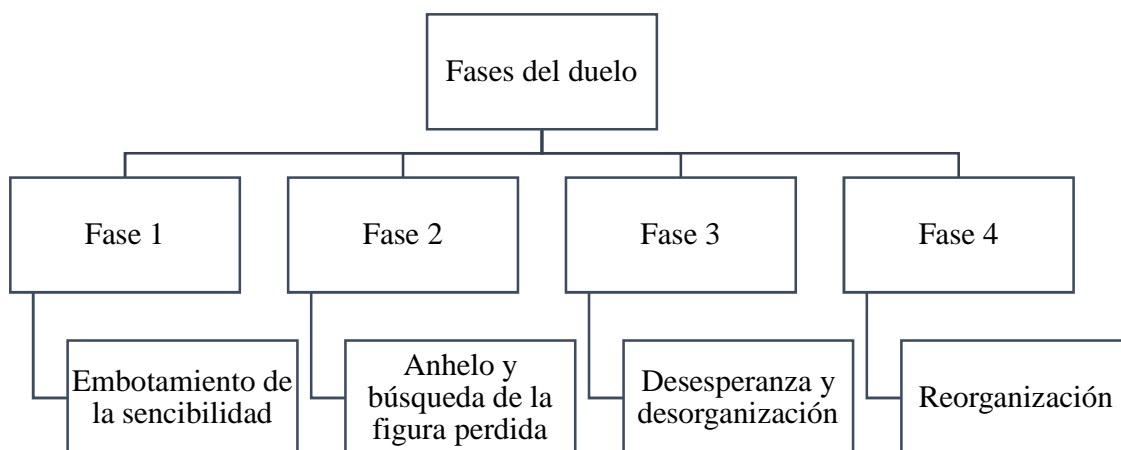 Fases del duelo
Fase 1
Fase 2
Fase 3
Fase 4
Embotamiento de
la sencibilidad
Anhelo y
búsqueda de la
figura perdida
Desesperanza y
desorganización
Reorganización